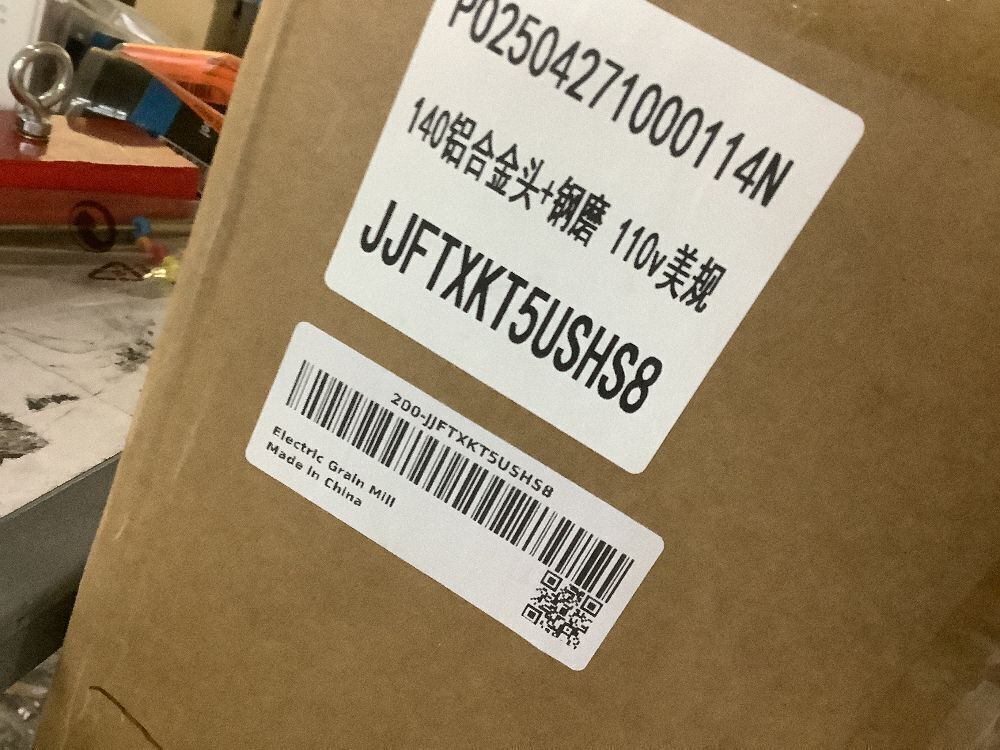 PO2504271000114N
140铝合金头+钢磨 110v美规
JJFTXKT5USHS8
200-JJFTXKT5USHS8
Electric Grain Mill
Made In China